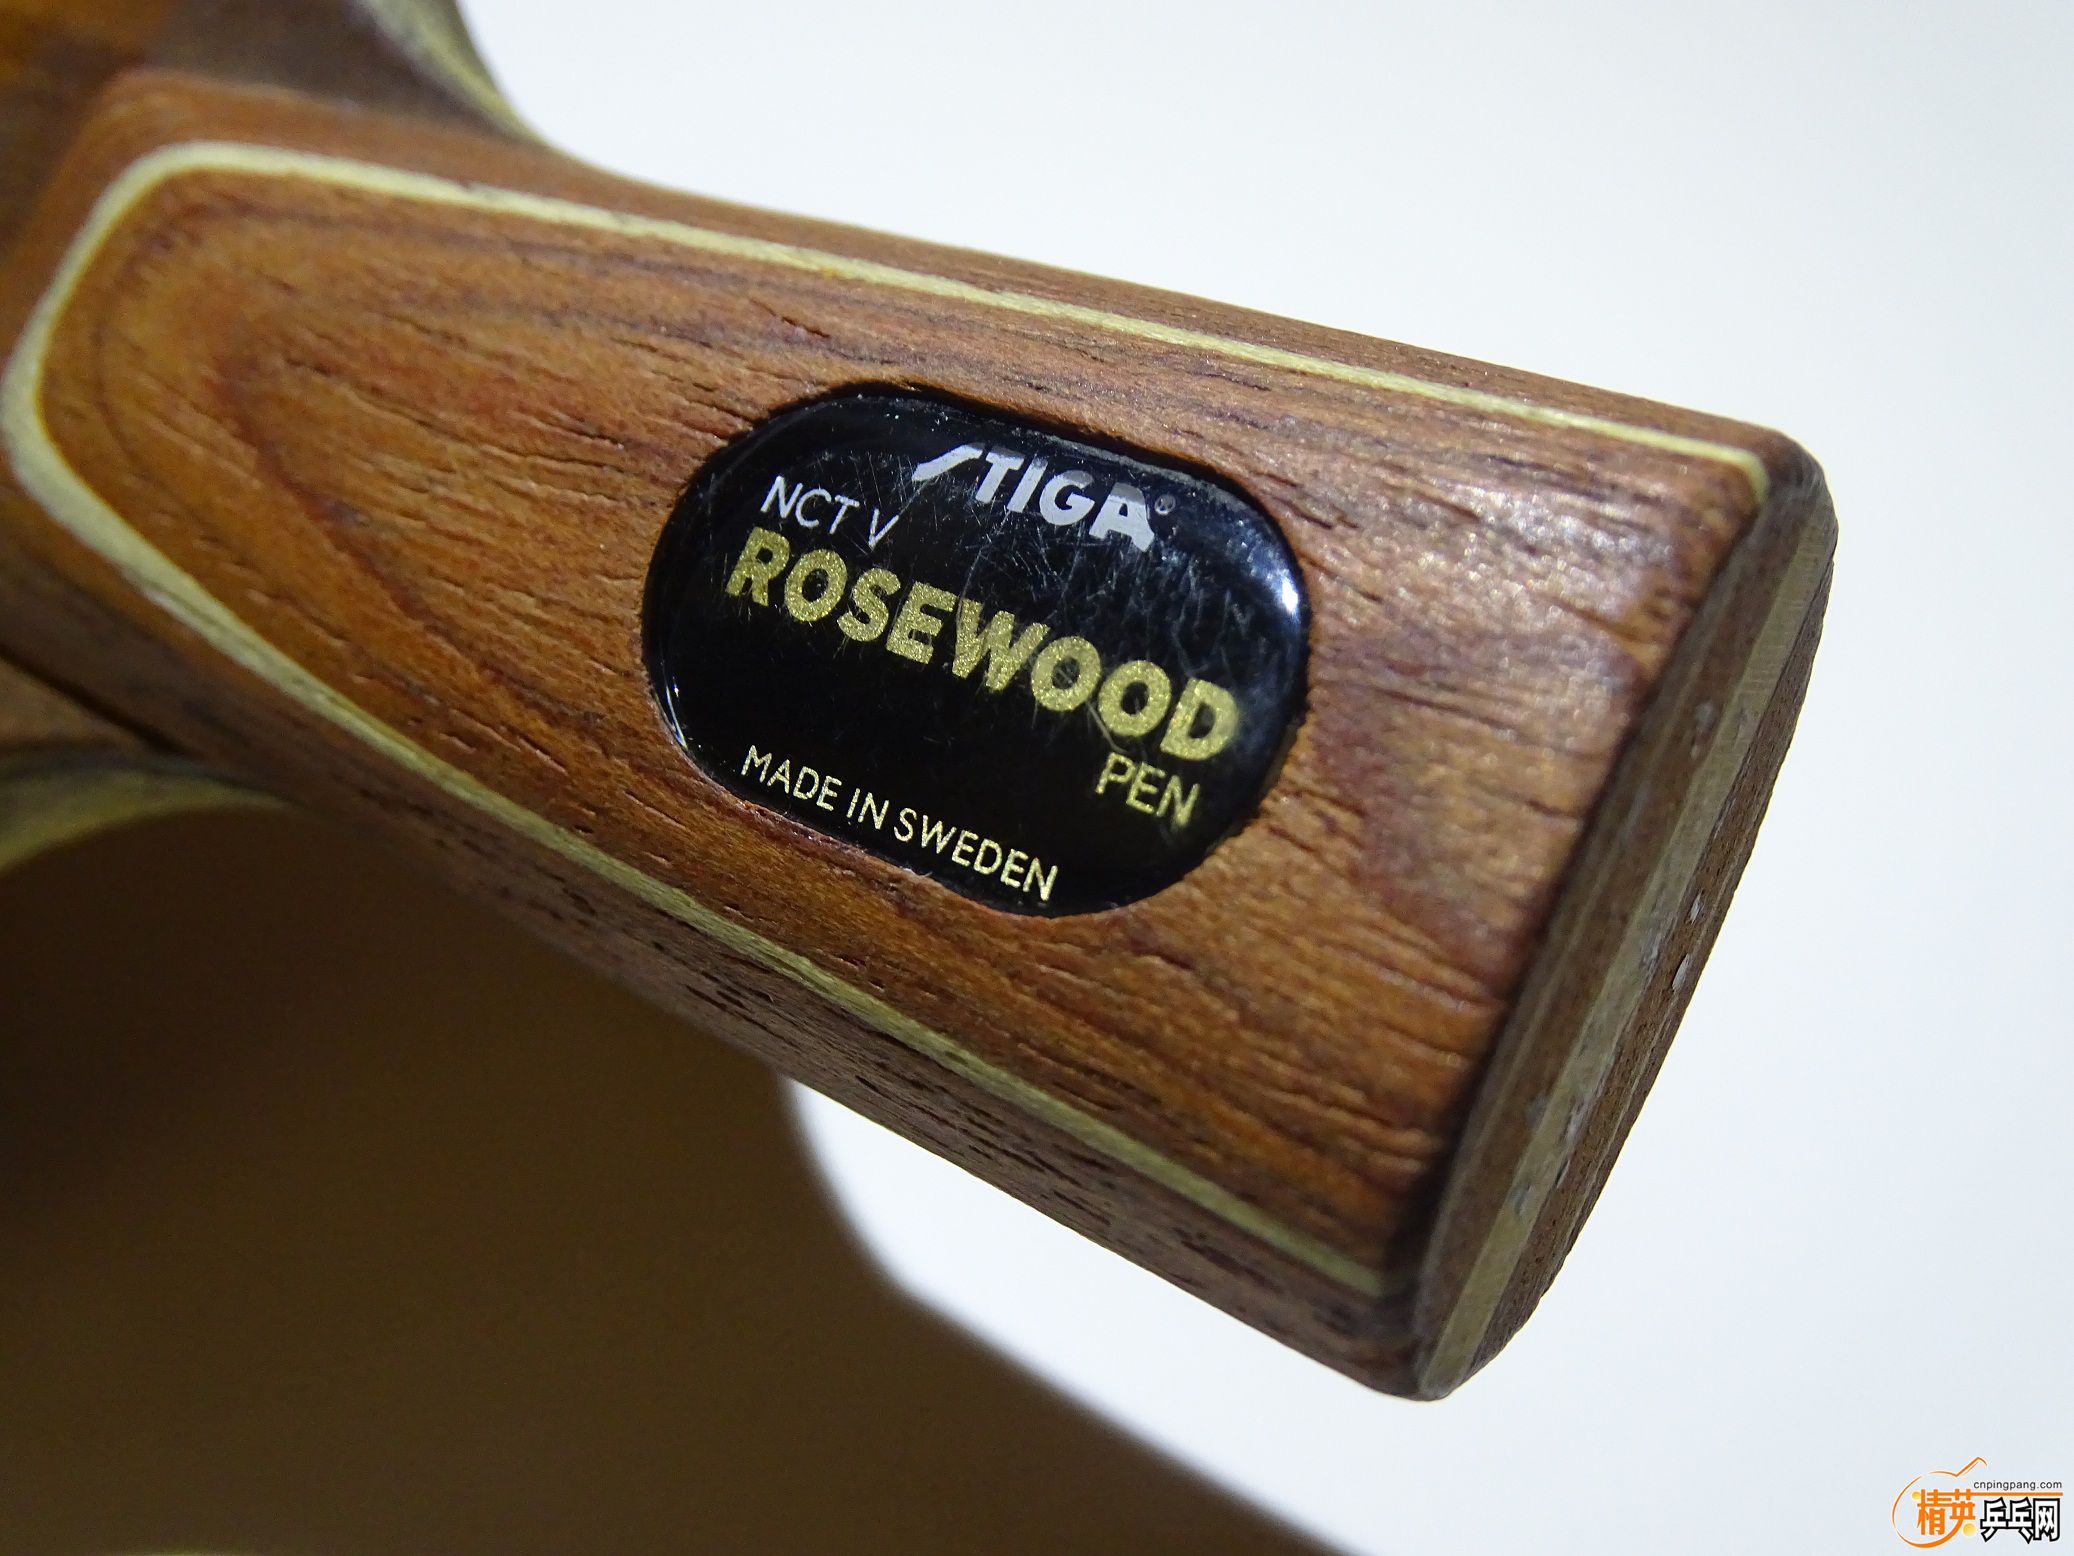 STIGA®
NCT V
ROSEWOOD
PEN
MADE IN SWEDEN
cnpingpang.com
精英乒乓网